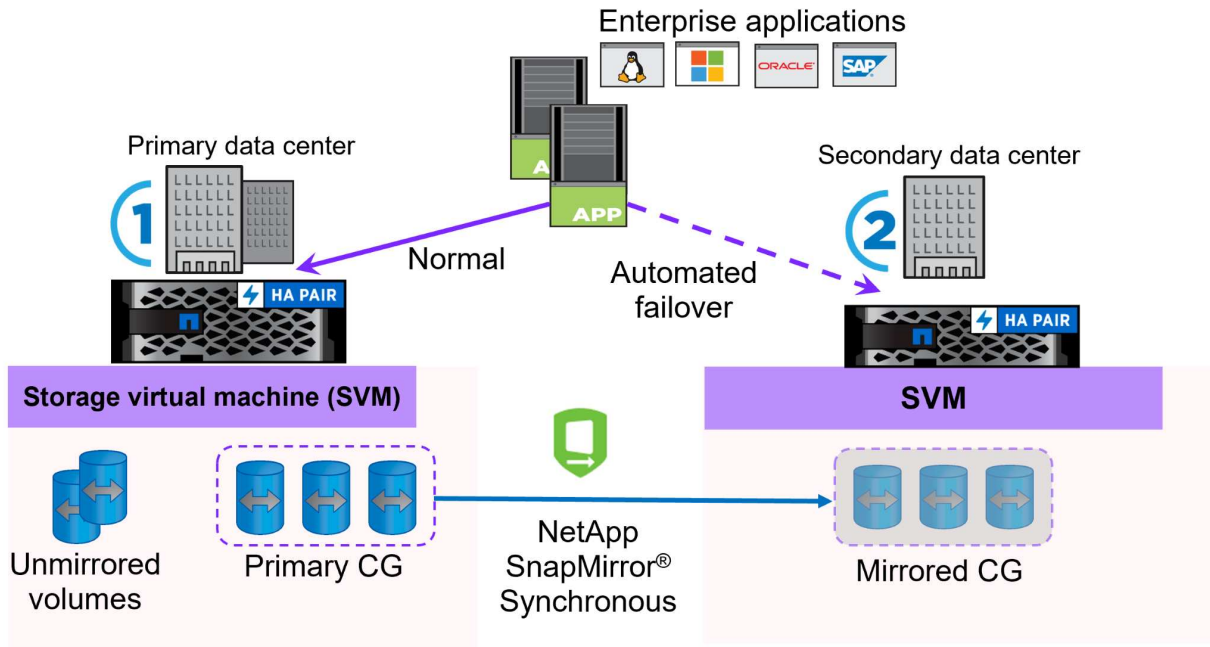 Enterprise applications
ORACLE®
SAP
Primary data center
Secondary data center
1
2
A
APP
Normal
Automated
failover
HA PAIR
HA PAIR
Storage virtual machine (SVM)
SVM
Unmirrored
volumes
Primary CG
NetApp
SnapMirror®
Synchronous
Mirrored CG